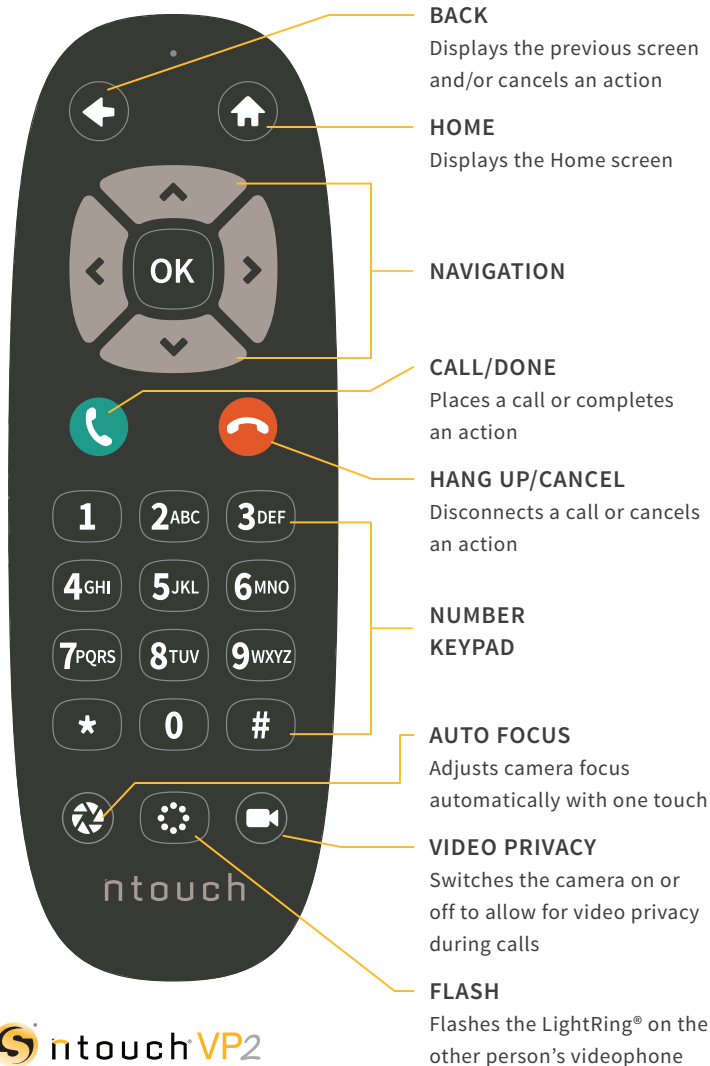 BACK
Displays the previous screen
and/or cancels an action
HOME
Displays the Home screen
OK
NAVIGATION
CALL/DONE
Places a call or completes
an action
HANG UP/CANCEL
Disconnects a call or cancels
an action
1 2ABC 3DEF
4GHI 5JKL 6MNO
7PQRS 8TUV 9WXYZ
* 0 #
NUMBER
KEYPAD
AUTO FOCUS
Adjusts camera focus
automatically with one touch
VIDEO PRIVACY
Switches the camera on or
off to allow for video privacy
during calls
ntouch
FLASH
Flashes the LightRing® on the
other person's videophone
S ntouch VP2